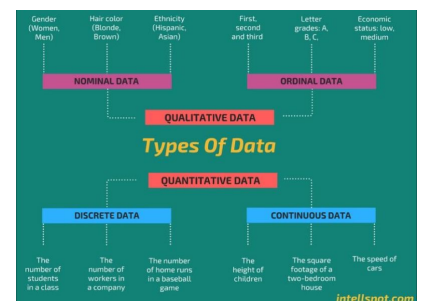 Gender
(Women,
Men)
Hair color
(Blonde,
Brown)
Ethnicity
(Hispanic,
Asian)
First,
second
and third
Letter
grades: A,
B, C,
Economic
status: low,
medium
NOMINAL DATA
ORDINAL DATA
QUALITATIVE DATA
Types Of Data
QUANTITATIVE DATA
DISCRETE DATA
CONTINUOUS DATA
The
number of
students
in a class
The
number of
workers in
a company
The number
of home runs
in a baseball
game
The
height of
children
The square
footage of a
two-bedroom
house
The speed of
cars
intellspot.com